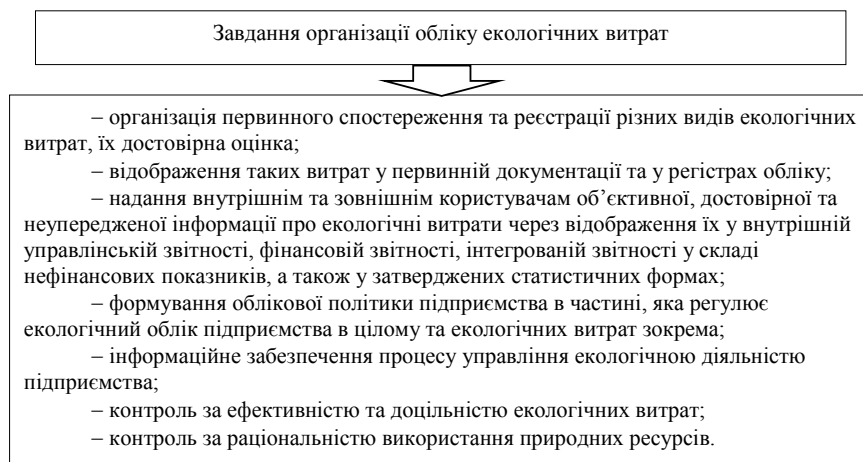 Завдання організації обліку екологічних витрат
– організація первинного спостереження та реєстрації різних видів екологічних
витрат, їх достовірна оцінка;
– відображення таких витрат у первинній документації та у регістрах обліку;
– надання внутрішнім та зовнішнім користувачам об’єктивної, достовірної та
неупередженої інформації про екологічні витрати через відображення їх у внутрішній
управлінській звітності, фінансовій звітності, інтегрованій звітності у складі
нефінансових показників, а також у затверджених статистичних формах;
– формування облікової політики підприємства в частині, яка регулює
екологічний облік підприємства в цілому та екологічних витрат зокрема;
– інформаційне забезпечення процесу управління екологічною діяльністю
підприємства;
– контроль за ефективністю та доцільністю екологічних витрат;
– контроль за раціональністю використання природних ресурсів.